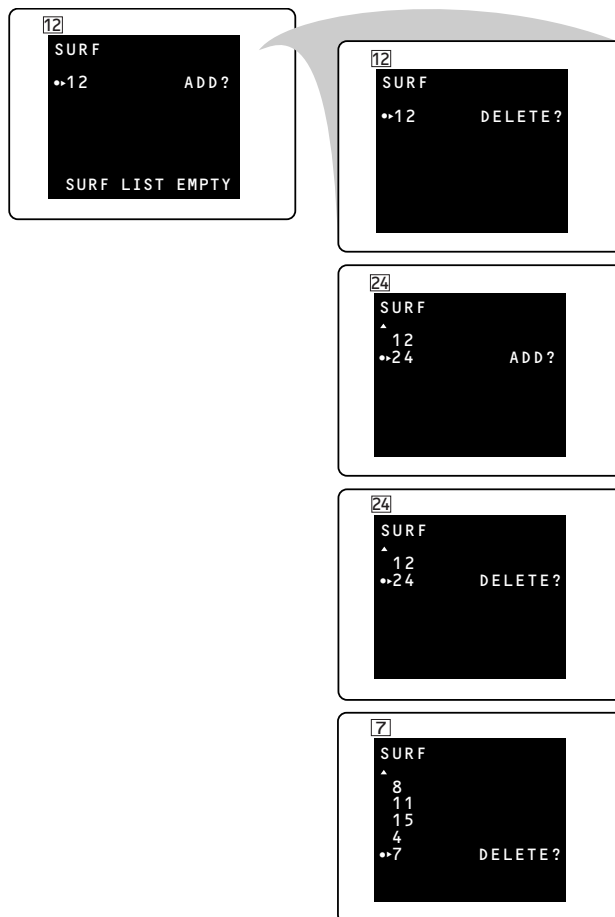 12
SURF
12 ADD?
SURF LIST EMPTY
12
SURF
12 DELETE?
24
SURF
12
24 ADD?
24
SURF
12
24 DELETE?
7
SURF
8
11
15
4
7 DELETE?